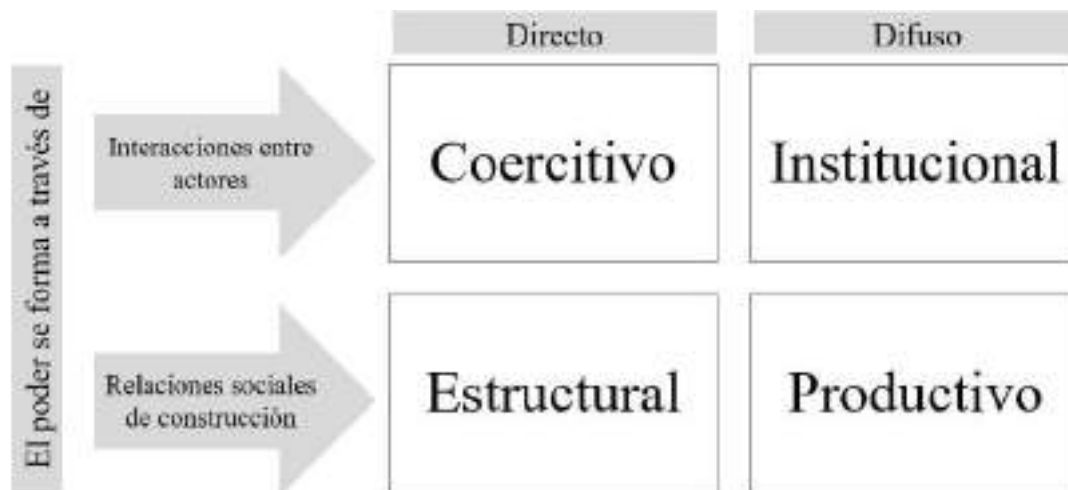 Directo
Difuso
El poder se forma a través de
Interacciones entre
actores
Coercitivo
Institucional
Relaciones sociales
de construcción
Estructural
Productivo